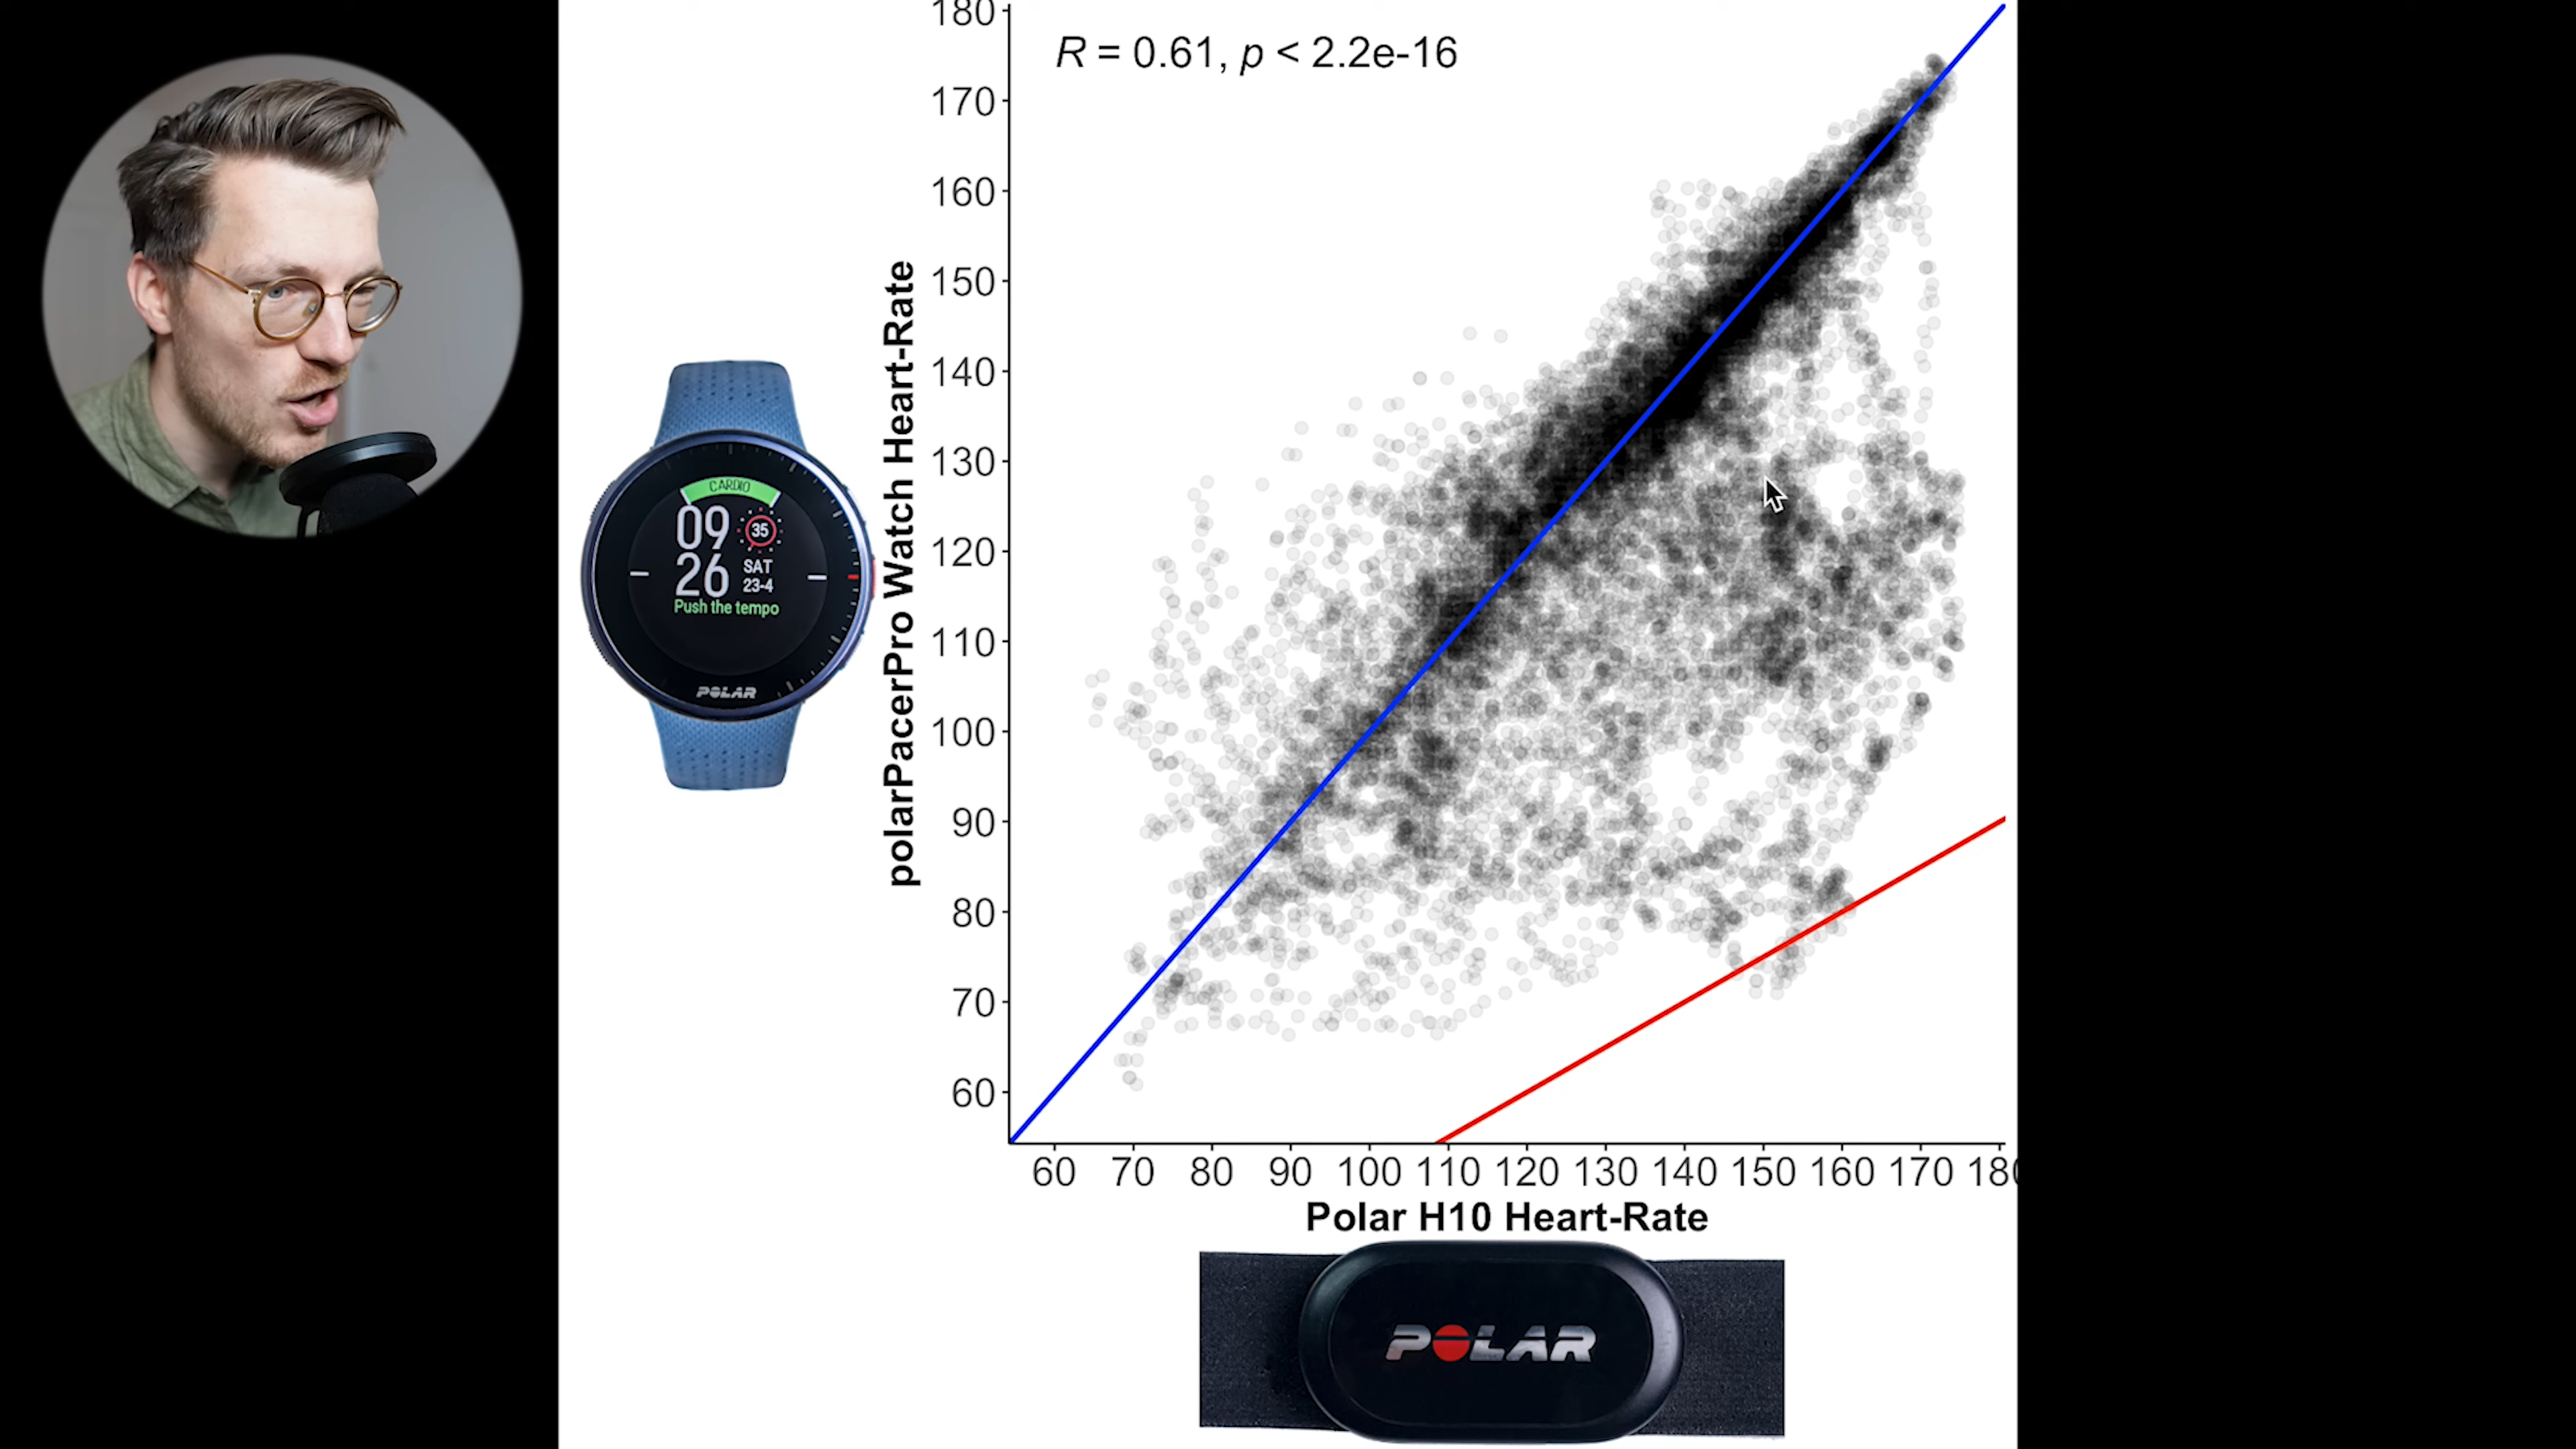 R = 0.61, p < 2.2e-16
180
170
160
150
140
130
120
110
100
90
80
70
60
polarPacerPro Watch Heart-Rate
CARDIO
09
35
26
SAT
23-4
Push the tempo
POLAR
60 70 80 90 100 110 120 130 140 150 160 170 180
Polar H10 Heart-Rate
POLAR